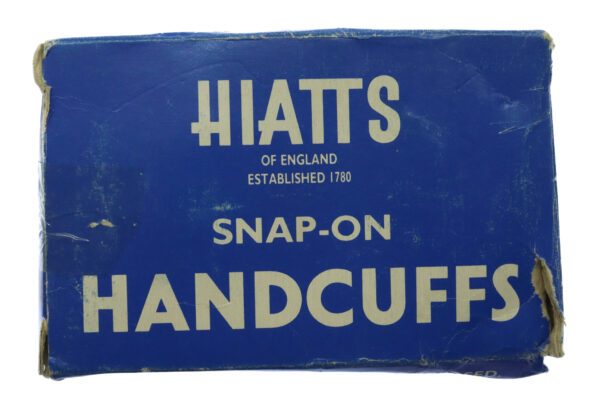 HIATTS
OF ENGLAND
ESTABLISHED 1780
SNAP-ON
HANDCUFFS